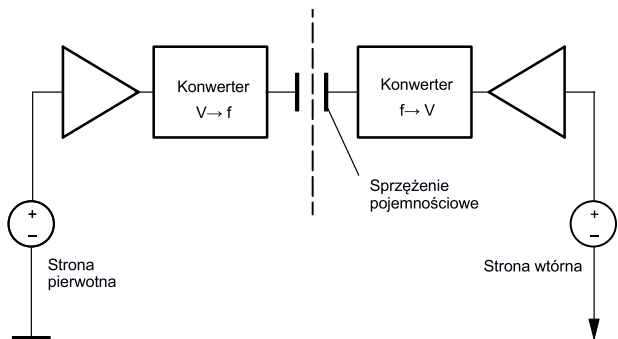 Konwerter
V→ f
Konwerter
f→ V
Sprzężenie
pojemnościowe
+
−
Strona
pierwotna
Strona wtórna
+
−